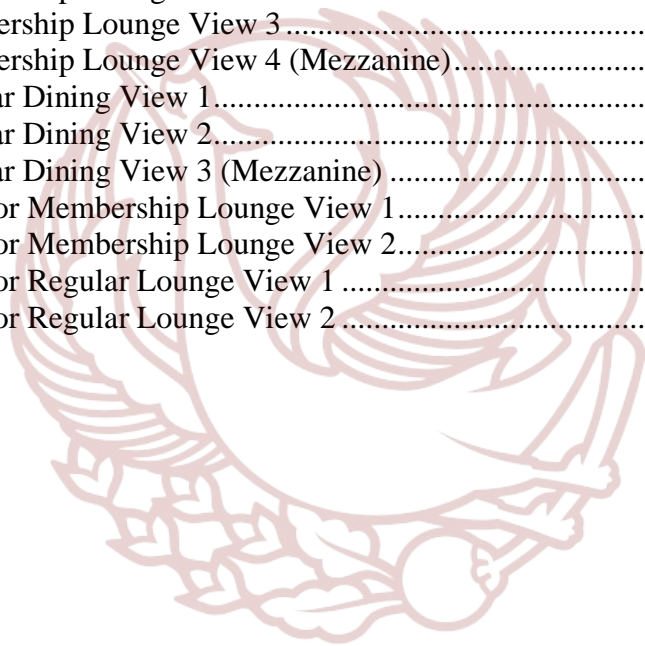 ership Lounge View 3 ................................................
ership Lounge View 4 (Mezzanine) ........................
ar Dining View 1 .....................................................
ar Dining View 2 .....................................................
ar Dining View 3 (Mezzanine) ................................
or Membership Lounge View 1 ..............................
or Membership Lounge View 2 ..............................
or Regular Lounge View 1 .....................................
or Regular Lounge View 2 .....................................